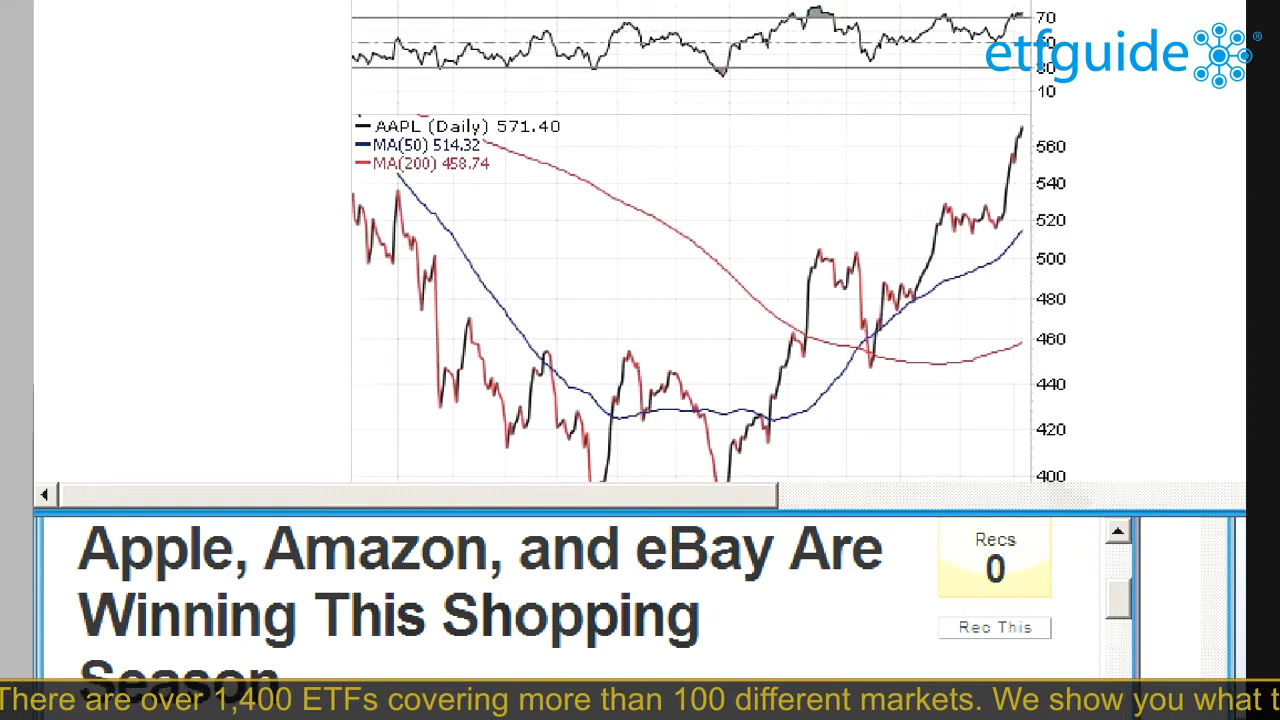 70
50
30
10
etfguide
®
AAPL (Daily) 571.40
MA(50) 514.32
MA(200) 458.74
560
540
520
500
480
460
440
420
400
Apple, Amazon, and eBay Are
Winning This Shopping
Season
Recs
0
Rec This
There are over 1,400 ETFs covering more than 100 different markets. We show you what t